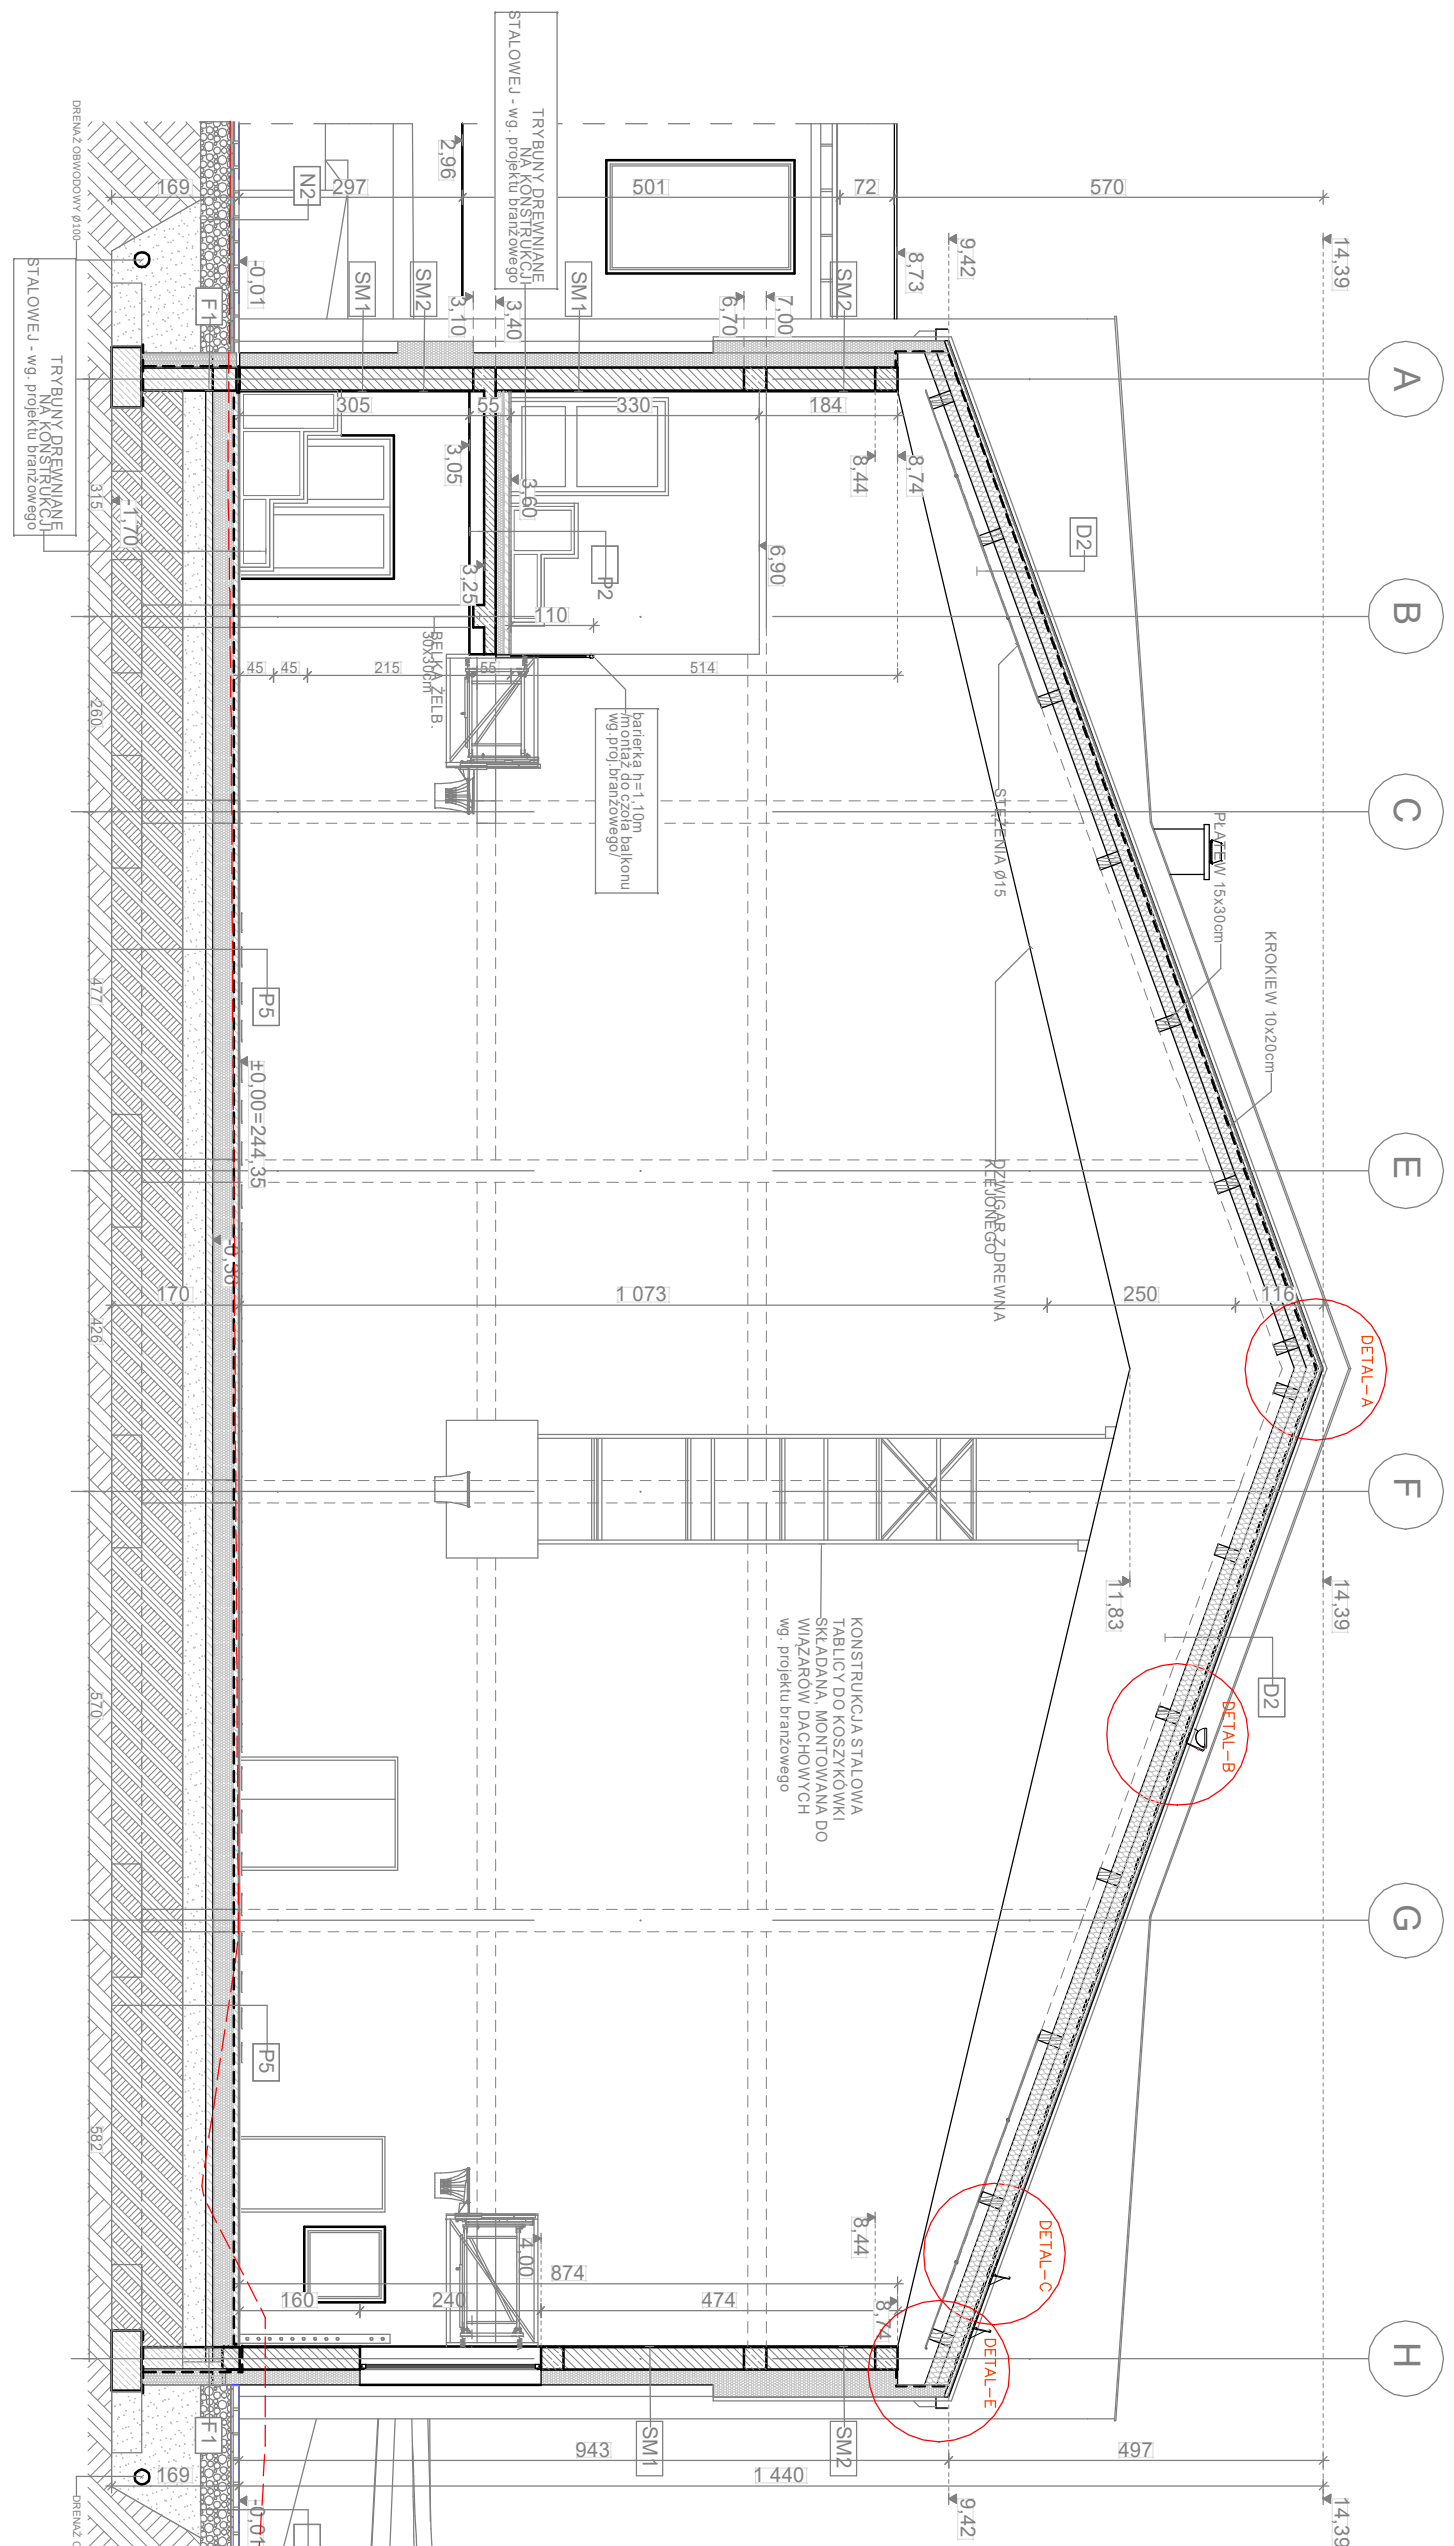 A
B
C
E
F
G
H
14,39
9,42
8,73
570
72
501
297
169
2,96
N2
TRYBUNY DREWNIANE
NA KONSTRUKCJI
STALOWEJ - wg. projektu branżowego
DRENAŻ OBWODOWY Ø100
-0,01
F1
SM1
SM2
3,10
3,40
SM1
6,70
7,00
SM2
TRYBUNY DREWNIANE
NA KONSTRUKCJI
STALOWEJ - wg. projektu branżowego
305
55
330
184
3,05
3,60
3,25
8,44
8,74
6,90
P2
110
D2
-1,70
315
45
45
215
55
514
BELKA ŻELB.
30x30cm
barierka h=1,10m
/montaż do czoła balkonu
wg.proj.branżowego/
260
STĘŻENIA Ø15
PŁATEW 15x30cm
KROKIEW 10x20cm
P5
477
±0,00=244,35
DŹWIGAR Z DREWNA
KLEJONEGO
-0,36
170
1 073
250
116
DETAL-A
426
11,83
14,39
KONSTRUKCJA STALOWA
TABLICY DO KOSZYKÓWKI
SKŁADANA, MONTOWANA DO
WIĄZARÓW DACHOWYCH
wg. projektu branżowego
D2
DETAL-B
570
P5
582
4,00
8,44
8,74
874
160
240
474
DETAL-C
DETAL-E
F1
SM1
SM2
943
497
169
1 440
-0,01
9,42
14,39